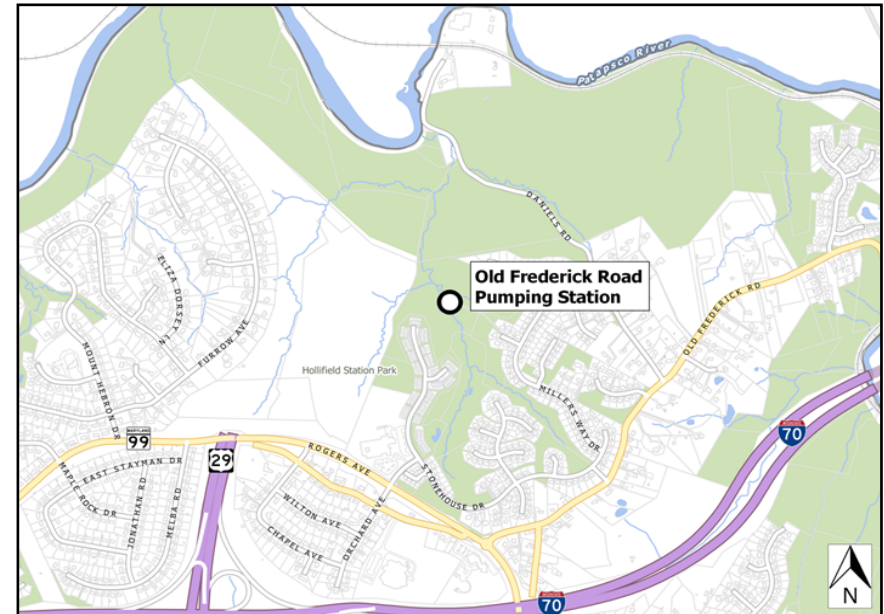 Patapsco River
DANIELS RD
Old Frederick Road
Pumping Station
OLD FREDERICK RD
ELIZA DORSEY LN
FURROW AVE
MOUNT HEBRON DR
Hollifield Station Park
MILLERS WAY DR
MARYLAND
99
29
70
ROGERS AVE
EAST STAYMAN DR
MAPLE ROCK DR
JONATHAN RD
MELBA RD
WILTON AVE
CHAPEL AVE
ORCHARD AVE
STONEHOUSE DR
70
N